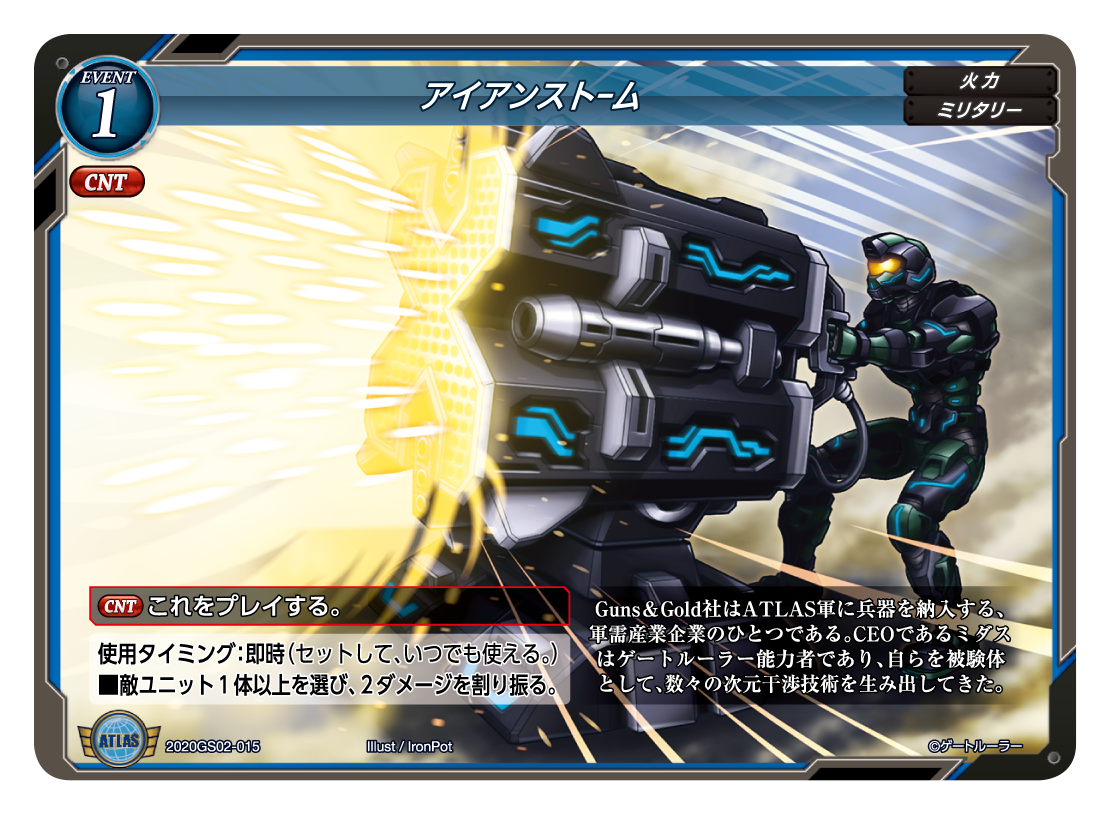 EVENT
1
アイアンストーム
火力
ミリタリー
CNT
CNT これをプレイする。
使用タイミング：即時（セットして、いつでも使える。）
■敵ユニット１体以上を選び、２ダメージを割り振る。
Guns＆Gold社はATLAS軍に兵器を納入する、
軍需産業企業のひとつである。CEOであるミダス
はゲートルーラー能力者であり、自らを被験体
として、数々の次元干渉技術を生み出してきた。
ATLAS
2020GS02-015
Illust / IronPot
©ゲートルーラー